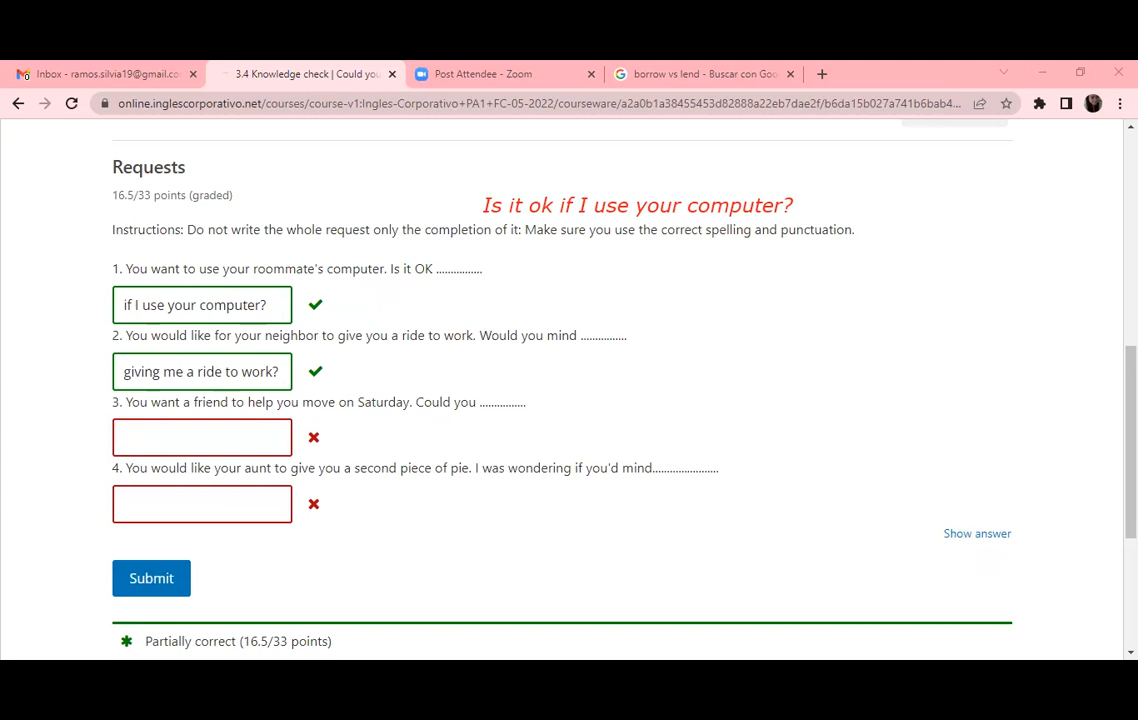 Inbox - ramos.silvia19@gmail.co
3.4 Knowledge check | Could you
Post Attendee - Zoom
borrow vs lend - Buscar con Goo
online.inglescorporativo.net/courses/course-v1:Ingles-Corporativo+PA1+FC-05-2022/courseware/a2a0b1a38455453d82888a22eb7dae2f/b6da15b027a741b6bab4...
Requests
16.5/33 points (graded)
Is it ok if I use your computer?
Instructions: Do not write the whole request only the completion of it: Make sure you use the correct spelling and punctuation.
1. You want to use your roommate's computer. Is it OK ................
if I use your computer?
2. You would like for your neighbor to give you a ride to work. Would you mind ................
giving me a ride to work?
3. You want a friend to help you move on Saturday. Could you ................
4. You would like your aunt to give you a second piece of pie. I was wondering if you'd mind.......................
Show answer
Submit
Partially correct (16.5/33 points)